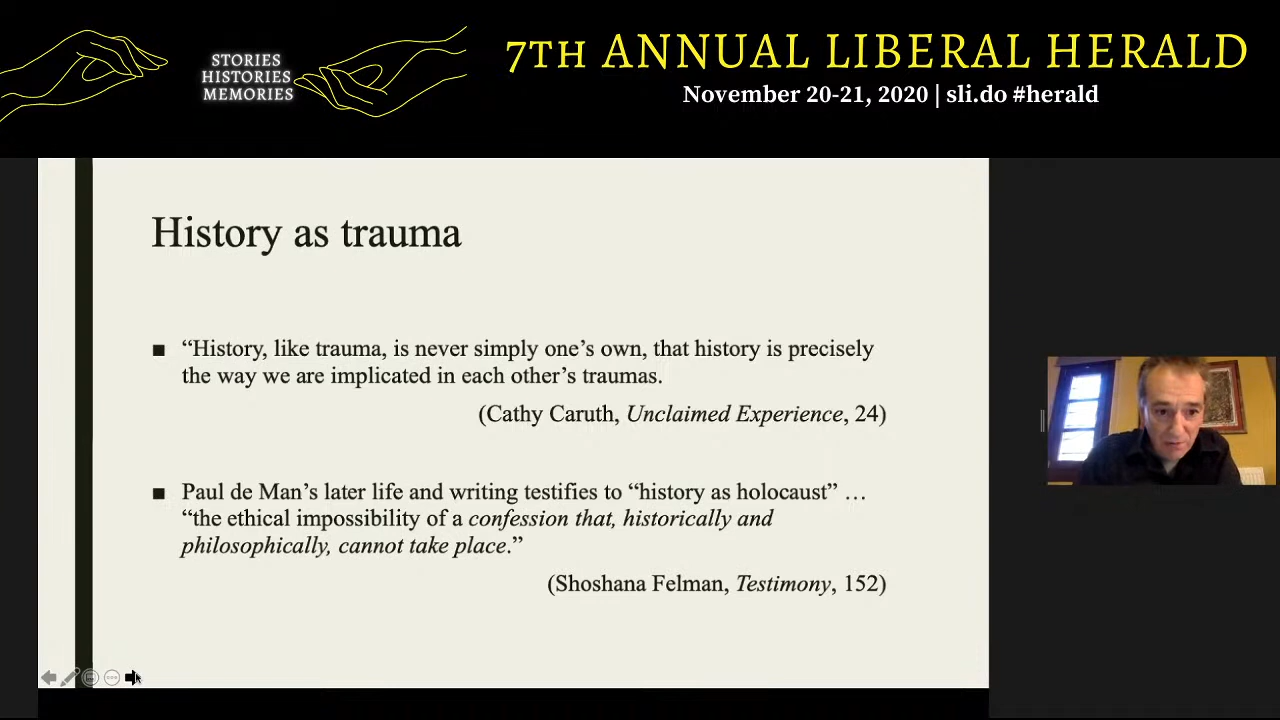 STORIES
HISTORIES
MEMORIES
7TH ANNUAL LIBERAL HERALD
November 20-21, 2020 | sli.do #herald
History as trauma
■ “History, like trauma, is never simply one’s own, that history is precisely
the way we are implicated in each other’s traumas.
(Cathy Caruth, Unclaimed Experience, 24)
■ Paul de Man’s later life and writing testifies to “history as holocaust” …
“the ethical impossibility of a confession that, historically and
philosophically, cannot take place.”
(Shoshana Felman, Testimony, 152)